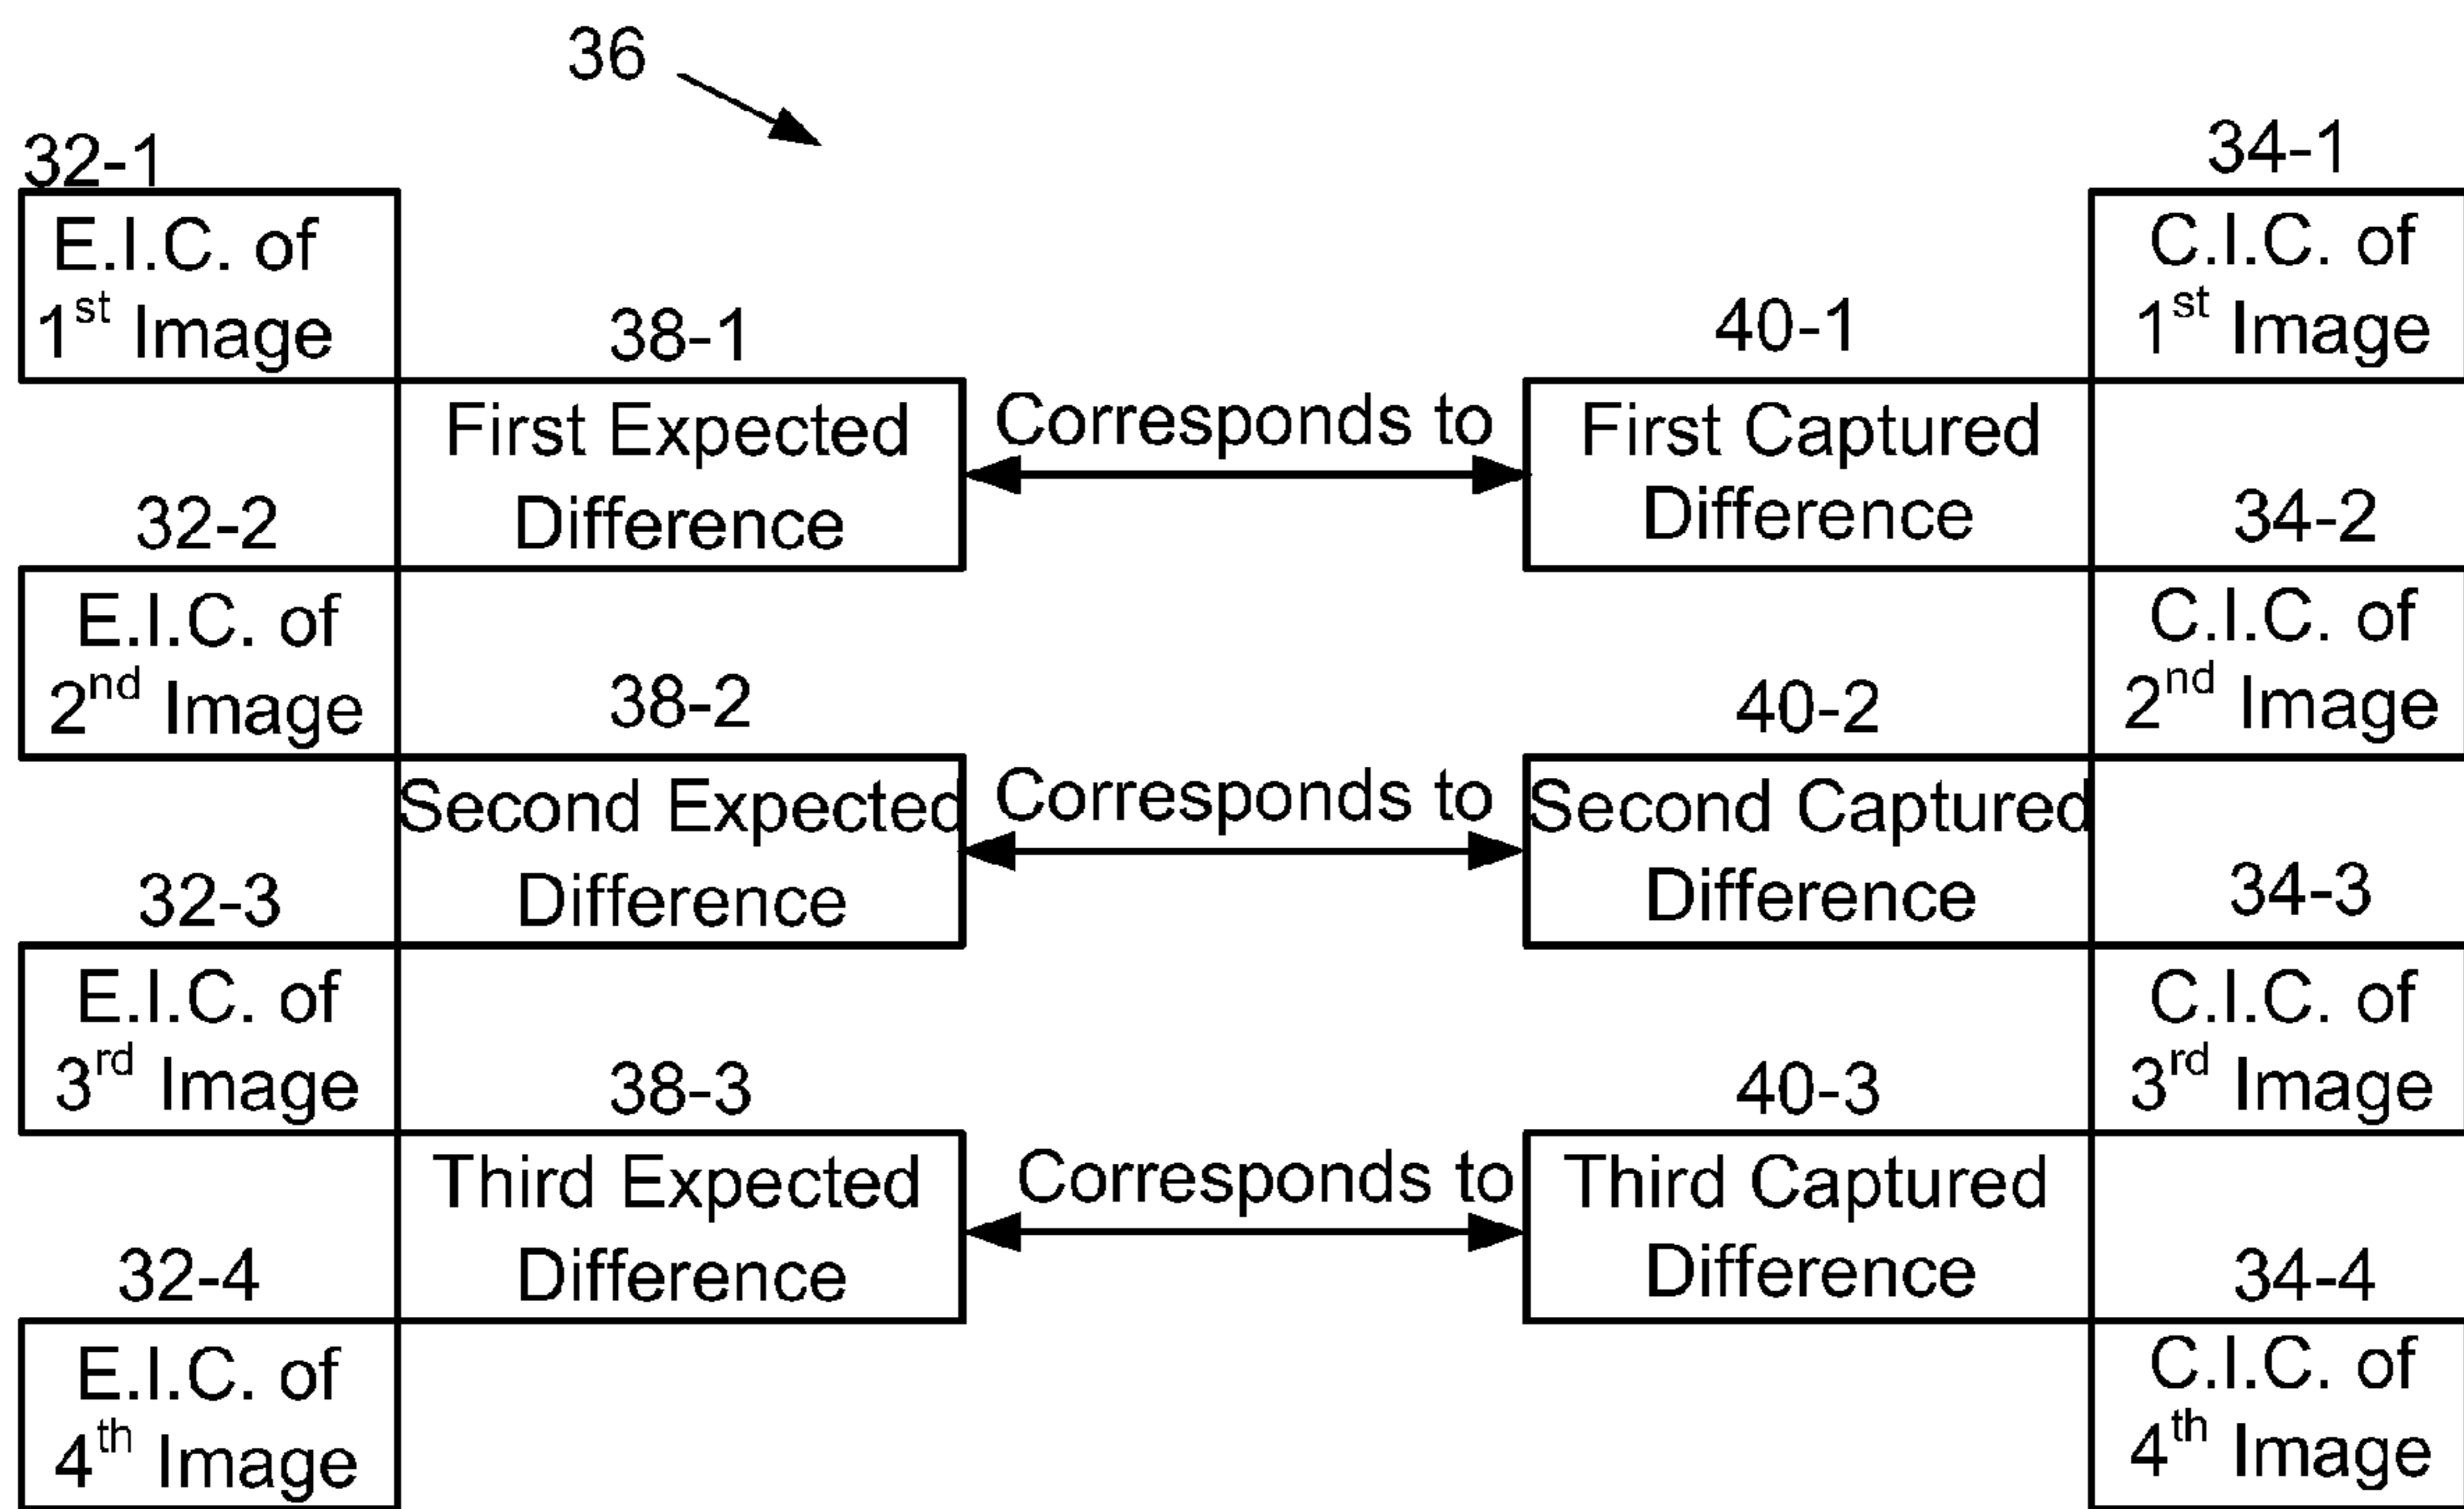 36
32-1
34-1
E.I.C. of
1st Image
C.I.C. of
1st Image
38-1
40-1
First Expected
Difference
Corresponds to
First Captured
Difference
32-2
34-2
E.I.C. of
2nd Image
C.I.C. of
2nd Image
38-2
40-2
Second Expected
Difference
Corresponds to
Second Captured
Difference
32-3
34-3
E.I.C. of
3rd Image
C.I.C. of
3rd Image
38-3
40-3
Third Expected
Difference
Corresponds to
Third Captured
Difference
32-4
34-4
E.I.C. of
4th Image
C.I.C. of
4th Image